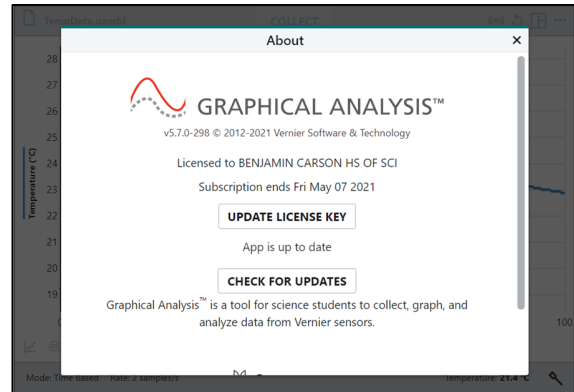 TempData.gambl
COLLECT
About
GRAPHICAL ANALYSIS™
v5.7.0-298 © 2012-2021 Vernier Software & Technology
Licensed to BENJAMIN CARSON HS OF SCI
Subscription ends Fri May 07 2021
UPDATE LICENSE KEY
App is up to date
CHECK FOR UPDATES
Graphical Analysis™ is a tool for science students to collect, graph, and
analyze data from Vernier sensors.
Temperature (°C)
28
27
26
25
24
23
22
21
20
19
0
100
Mode: Time Based Rate: 2 samples/s
Temperature: 21.4 °C